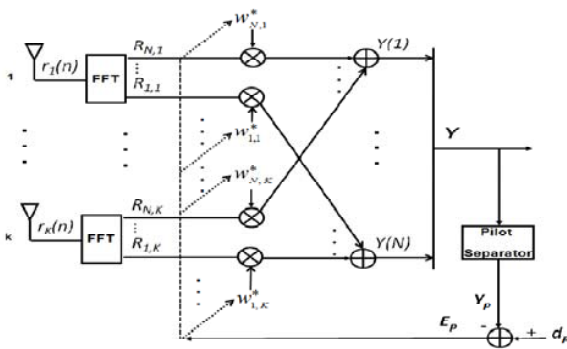 w*N,1
RN,1
Y(1)
r1(n)
FFT
1
R1,1
w*1,1
Y
w*N,K
RN,K
rK(n)
FFT
k
R1,K
Y(N)
Pilot
Separator
w*1,K
Yp
Ep
-
+
dp